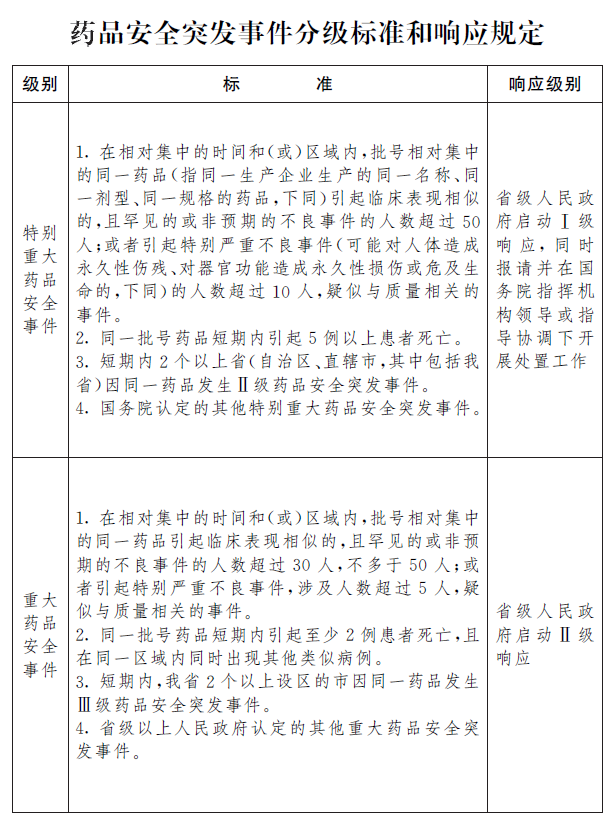 药品安全突发事件分级标准和响应规定
级别
标 准
响应级别
特别
重大
药品
安全
事件
1. 在相对集中的时间和(或)区域内,批号相对集中
的同一药品(指同一生产企业生产的同一名称、同
一剂型、同一规格的药品,下同)引起临床表现相似
的,且罕见的或非预期的不良事件的人数超过 50
人;或者引起特别严重不良事件(可能对人体造成
永久性伤残、对器官功能造成永久性损伤或危及生
命的,下同)的人数超过 10 人,疑似与质量相关的
事件。
2. 同一批号药品短期内引起 5 例以上患者死亡。
3. 短期内 2 个以上省(自治区、直辖市,其中包括我
省)因同一药品发生Ⅱ级药品安全突发事件。
4. 国务院认定的其他特别重大药品安全突发事件。
省级人民政
府启动Ⅰ级
响应,同时
报请并在国
务院指挥机
构领导或指
导协调下开
展处置工作
重大
药品
安全
事件
1. 在相对集中的时间和(或)区域内,批号相对集中
的同一药品引起临床表现相似的,且罕见的或非预
期的不良事件的人数超过 30 人,不多于 50 人;或
者引起特别严重不良事件,涉及人数超过 5 人,疑
似与质量相关的事件。
2. 同一批号药品短期内引起至少 2 例患者死亡,且
在同一区域内同时出现其他类似病例。
3. 短期内,我省 2 个以上设区的市因同一药品发生
Ⅲ级药品安全突发事件。
4. 省级以上人民政府认定的其他重大药品安全突
发事件。
省级人民政
府启动Ⅱ级
响应